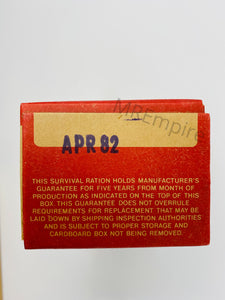 MREmpire
APR 82
THIS SURVIVAL RATION HOLDS MANUFACTURER'S
GUARANTEE FOR FIVE YEARS FROM MONTH OF
PRODUCTION AS INDICATED ON THE TOP OF THIS
BOX. THIS GUARANTEE DOES NOT OVERRULE
REQUIREMENTS FOR REPLACEMENT THAT MAY BE
LAID DOWN BY SHIPPING INSPECTION AUTHORITIES
AND IS SUBJECT TO PROPER STORAGE AND
CARDBOARD BOX NOT BEING REMOVED.